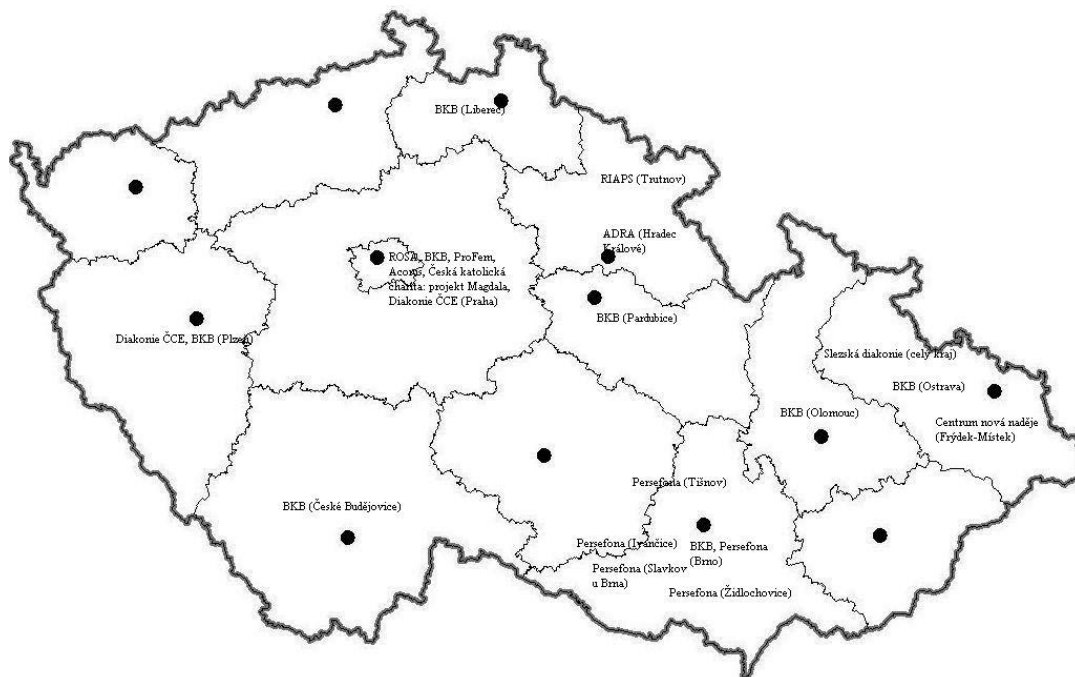 BKB (Liberec)
RIAPS (Trutnov)
ADRA (Hradec
Králové)
ROSA, BKB, ProFem,
Acorus, Česká katolická
charita: projekt Magdala,
Diakonie ČCE (Praha)
BKB (Pardubice)
Diakonie ČCE, BKB (Plzeň)
Slezská diakonie (celý kraj)
BKB (Ostrava)
BKB (Olomouc)
Centrum nová naděje
(Frýdek-Místek)
Persefona (Tišnov)
BKB (České Budějovice)
Persefona (Ivančice)
BKB, Persefona
(Brno)
Persefona (Slavkov
u Brna)
Persefona (Židlochovice)